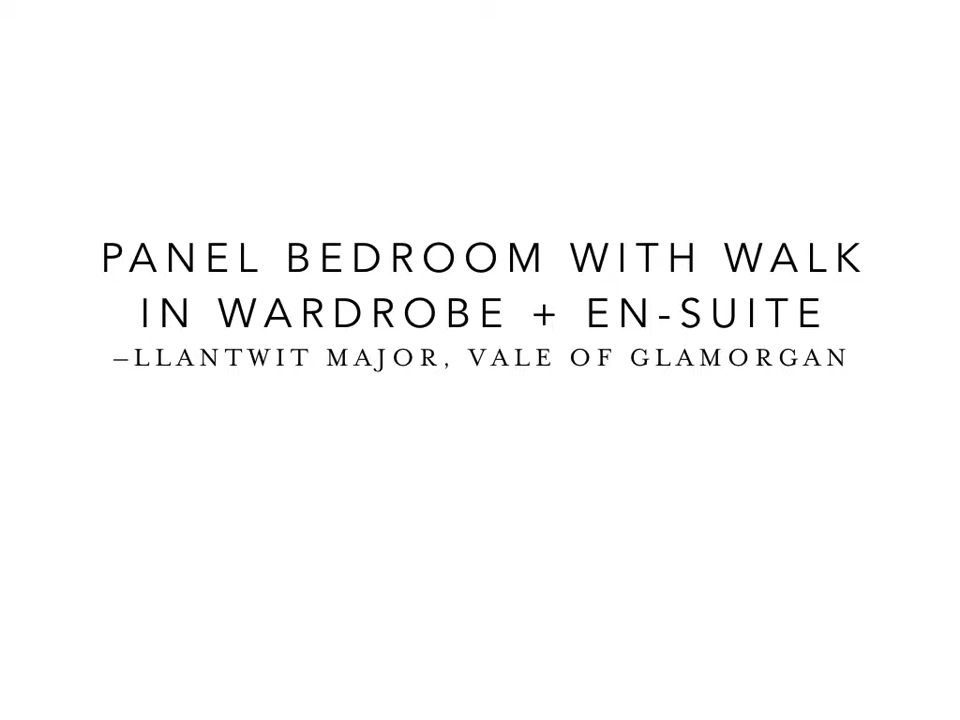 PANEL BEDROOM WITH WALK
IN WARDROBE + EN-SUITE
–LLANTWIT MAJOR, VALE OF GLAMORGAN